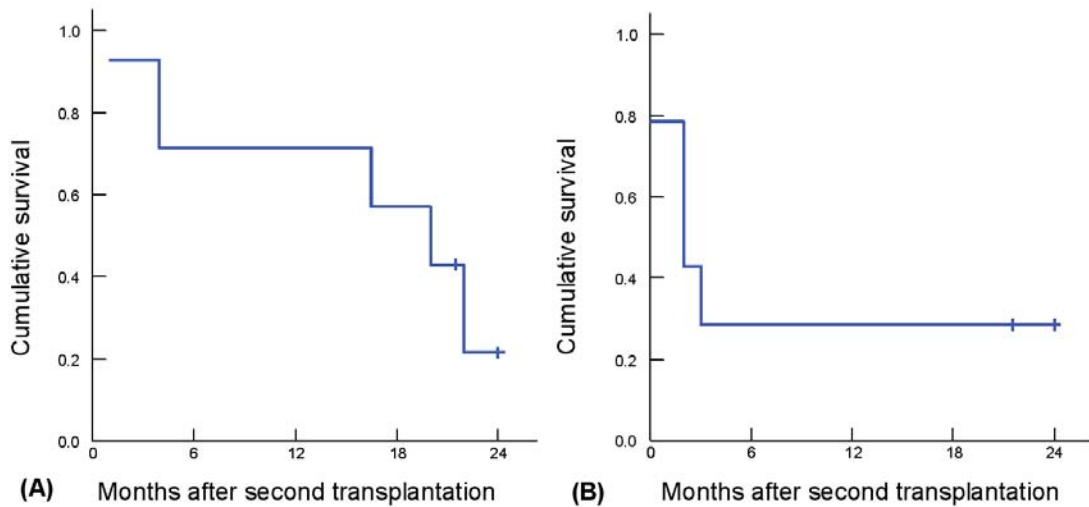 1.0
0.8
0.6
0.4
0.2
0.0
Cumulative survival
0 6 12 18 24
(A) Months after second transplantation
1.0
0.8
0.6
0.4
0.2
0.0
Cumulative survival
0 6 12 18 24
(B) Months after second transplantation